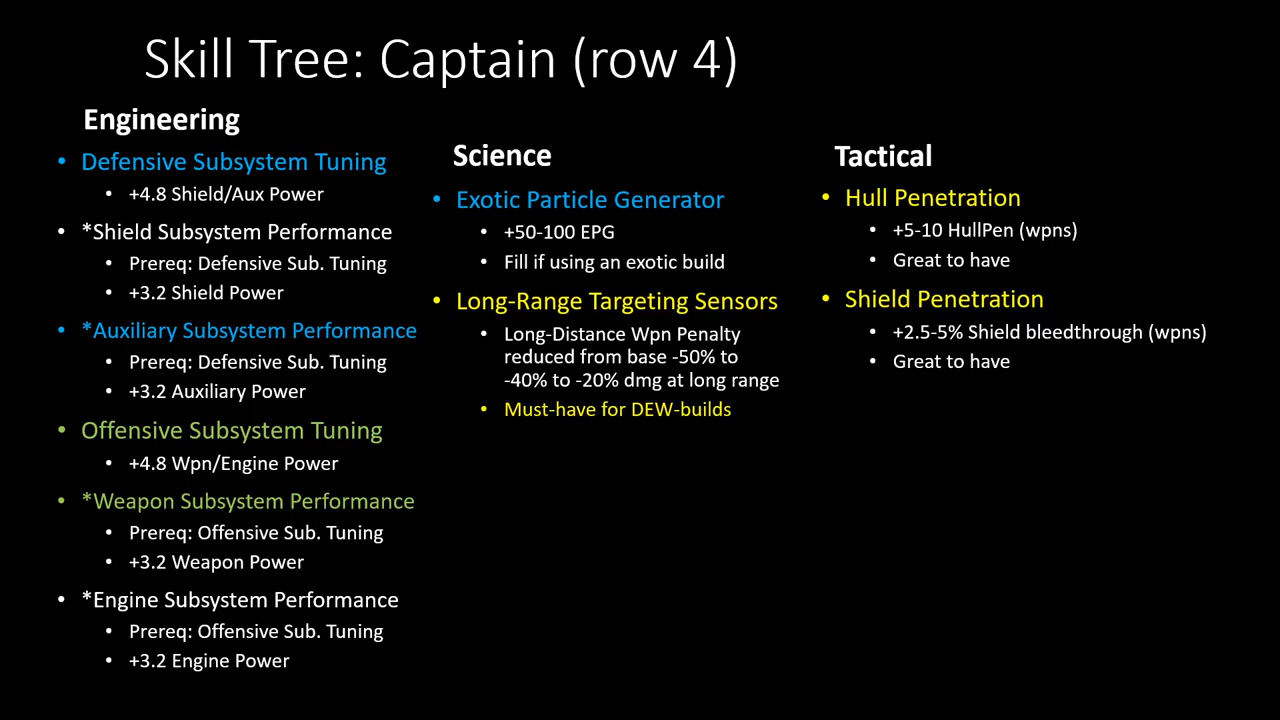 Skill Tree: Captain (row 4)
Engineering
• Defensive Subsystem Tuning
• +4.8 Shield/Aux Power
• *Shield Subsystem Performance
• Prereq: Defensive Sub. Tuning
• +3.2 Shield Power
• *Auxiliary Subsystem Performance
• Prereq: Defensive Sub. Tuning
• +3.2 Auxiliary Power
• Offensive Subsystem Tuning
• +4.8 Wpn/Engine Power
• *Weapon Subsystem Performance
• Prereq: Offensive Sub. Tuning
• +3.2 Weapon Power
• *Engine Subsystem Performance
• Prereq: Offensive Sub. Tuning
• +3.2 Engine Power
Science
• Exotic Particle Generator
• +50-100 EPG
• Fill if using an exotic build
• Long-Range Targeting Sensors
• Long-Distance Wpn Penalty
reduced from base -50% to
-40% to -20% dmg at long range
• Must-have for DEW-builds
Tactical
• Hull Penetration
• +5-10 HullPen (wpns)
• Great to have
• Shield Penetration
• +2.5-5% Shield bleedthrough (wpns)
• Great to have